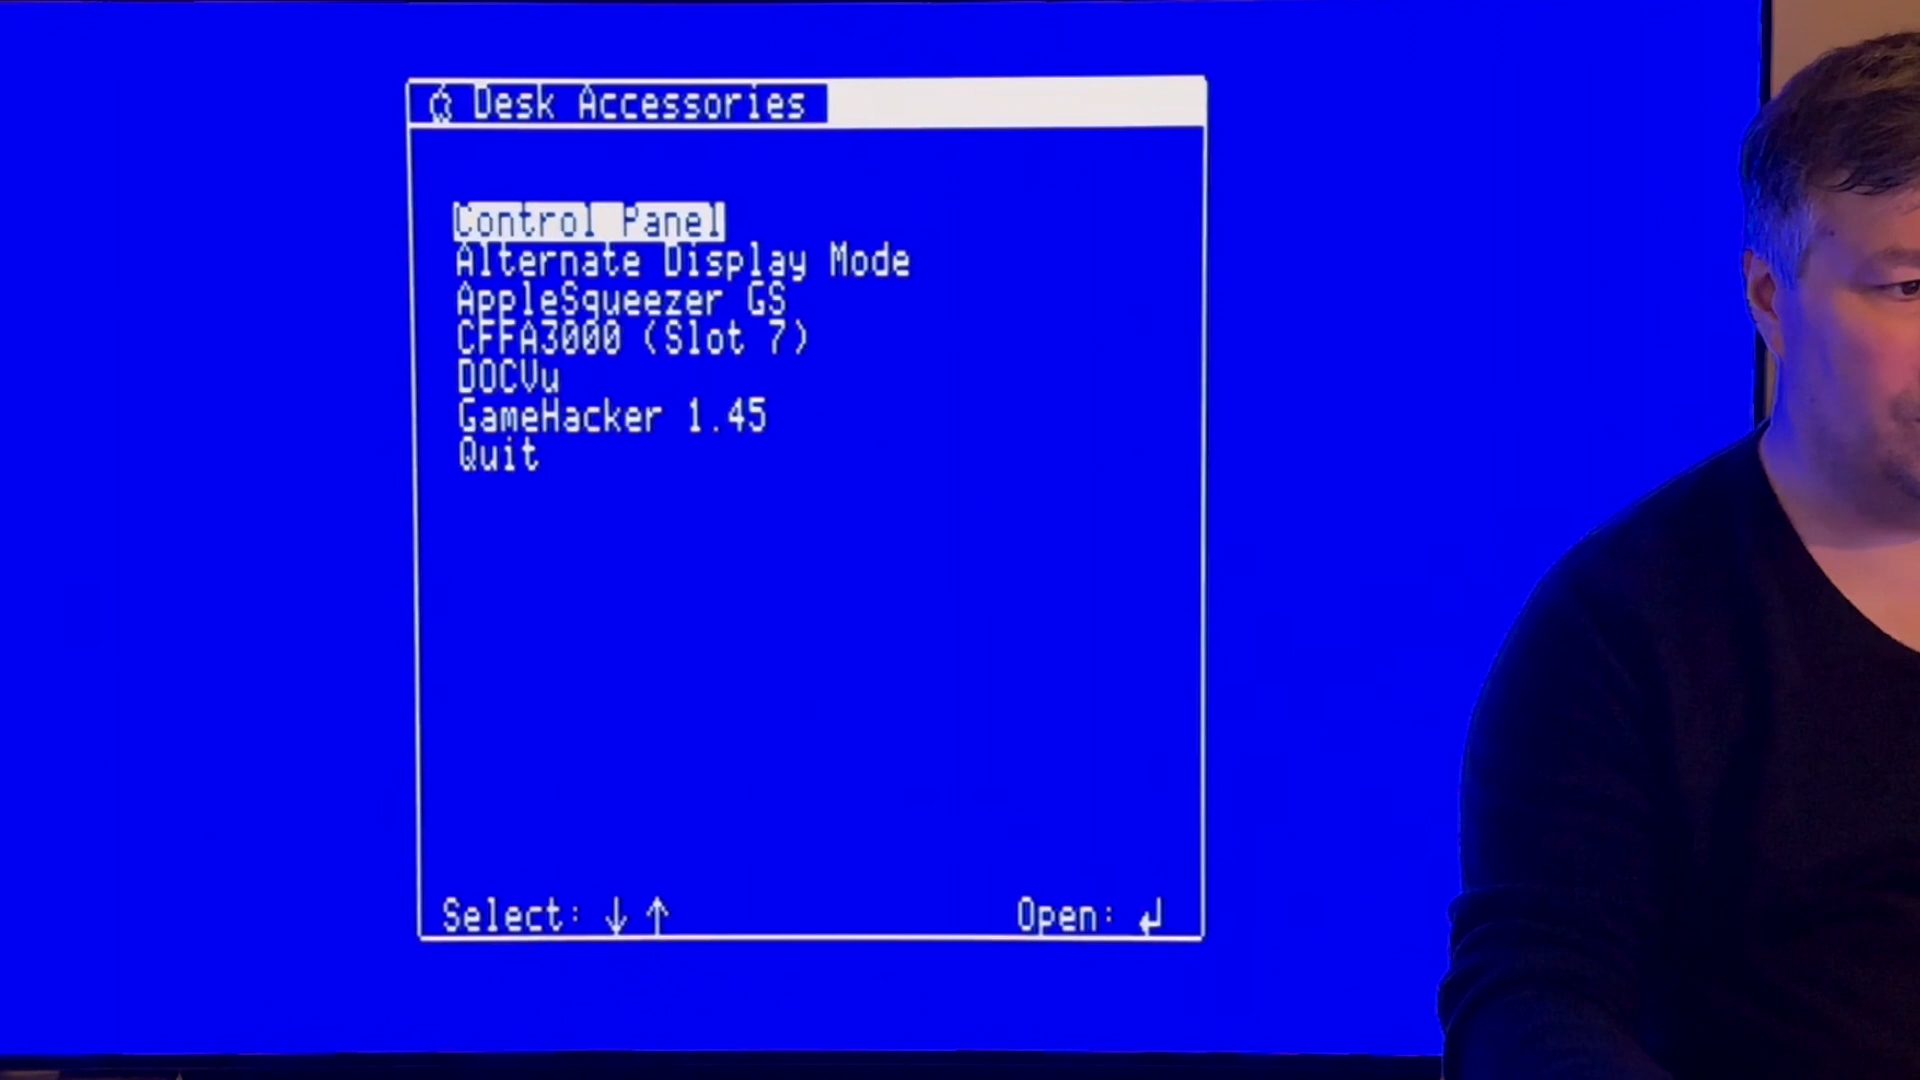 Desk Accessories
Control Panel
Alternate Display Mode
AppleSqueezer GS
CFFA3000 (Slot 7)
DOCVu
GameHacker 1.45
Quit
Select: ↓ ↑ Open: ↵